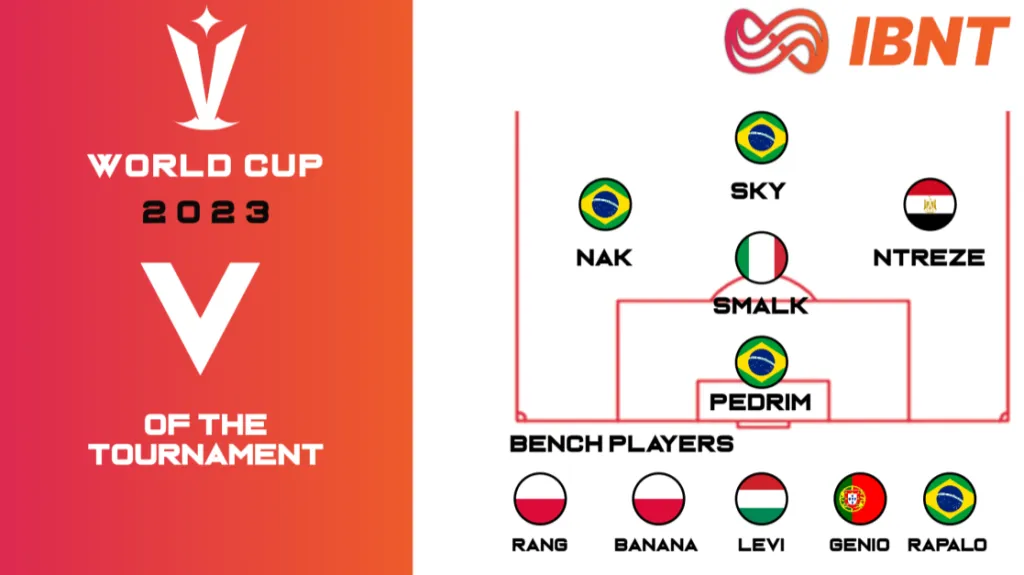 WORLD CUP
2023
V
OF THE
TOURNAMENT
IBNT
SKY
NAK
NTREZE
SMALK
PEDRIM
BENCH PLAYERS
RANG BANANA LEVI GENIO RAPALO